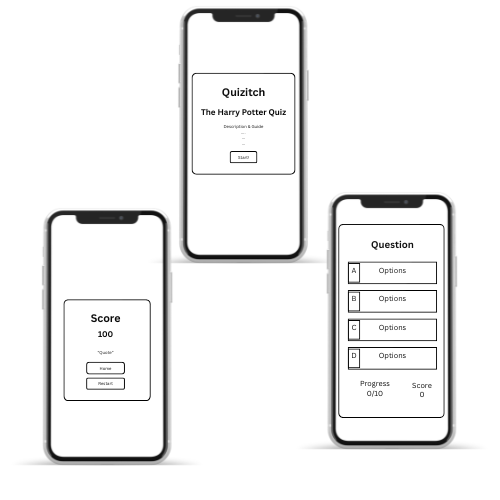 Quizitch
The Harry Potter Quiz
Description & Guide
...
...
...
Start!
Score
100
"Quote"
Home
Restart
Question
A Options
B Options
C Options
D Options
Progress
0/10
Score
0